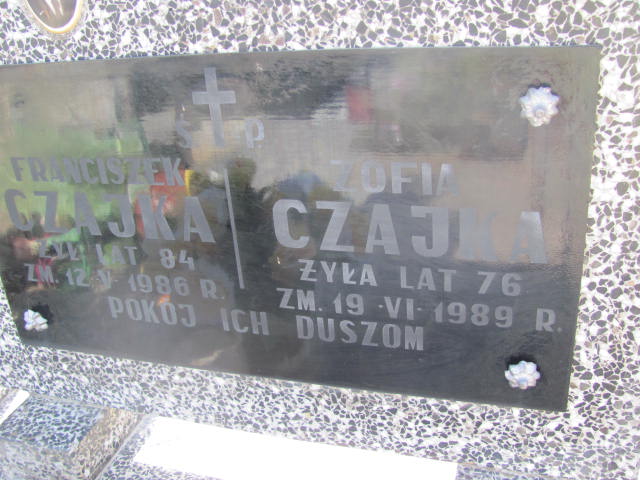 Ś P
FRANCISZEK
CZAJKA
ŻYŁ LAT 84
ZM. 12·V·1986 R.
ZOFIA
CZAJKA
ŻYŁA LAT 76
ZM. 19·VI·1989 R.
POKÓJ ICH DUSZOM